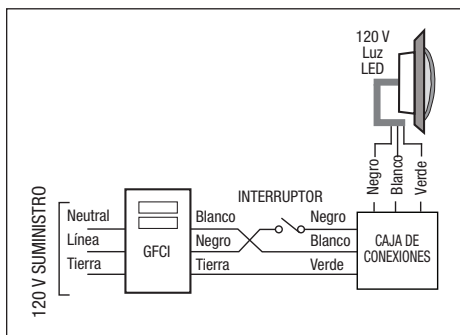 120 V
Luz
LED
Negro
Blanco
Verde
120 V SUMINISTRO
Neutral
Línea
Tierra
GFCI
Blanco
Negro
Tierra
INTERRUPTOR
Negro
Blanco
Verde
CAJA DE
CONEXIONES